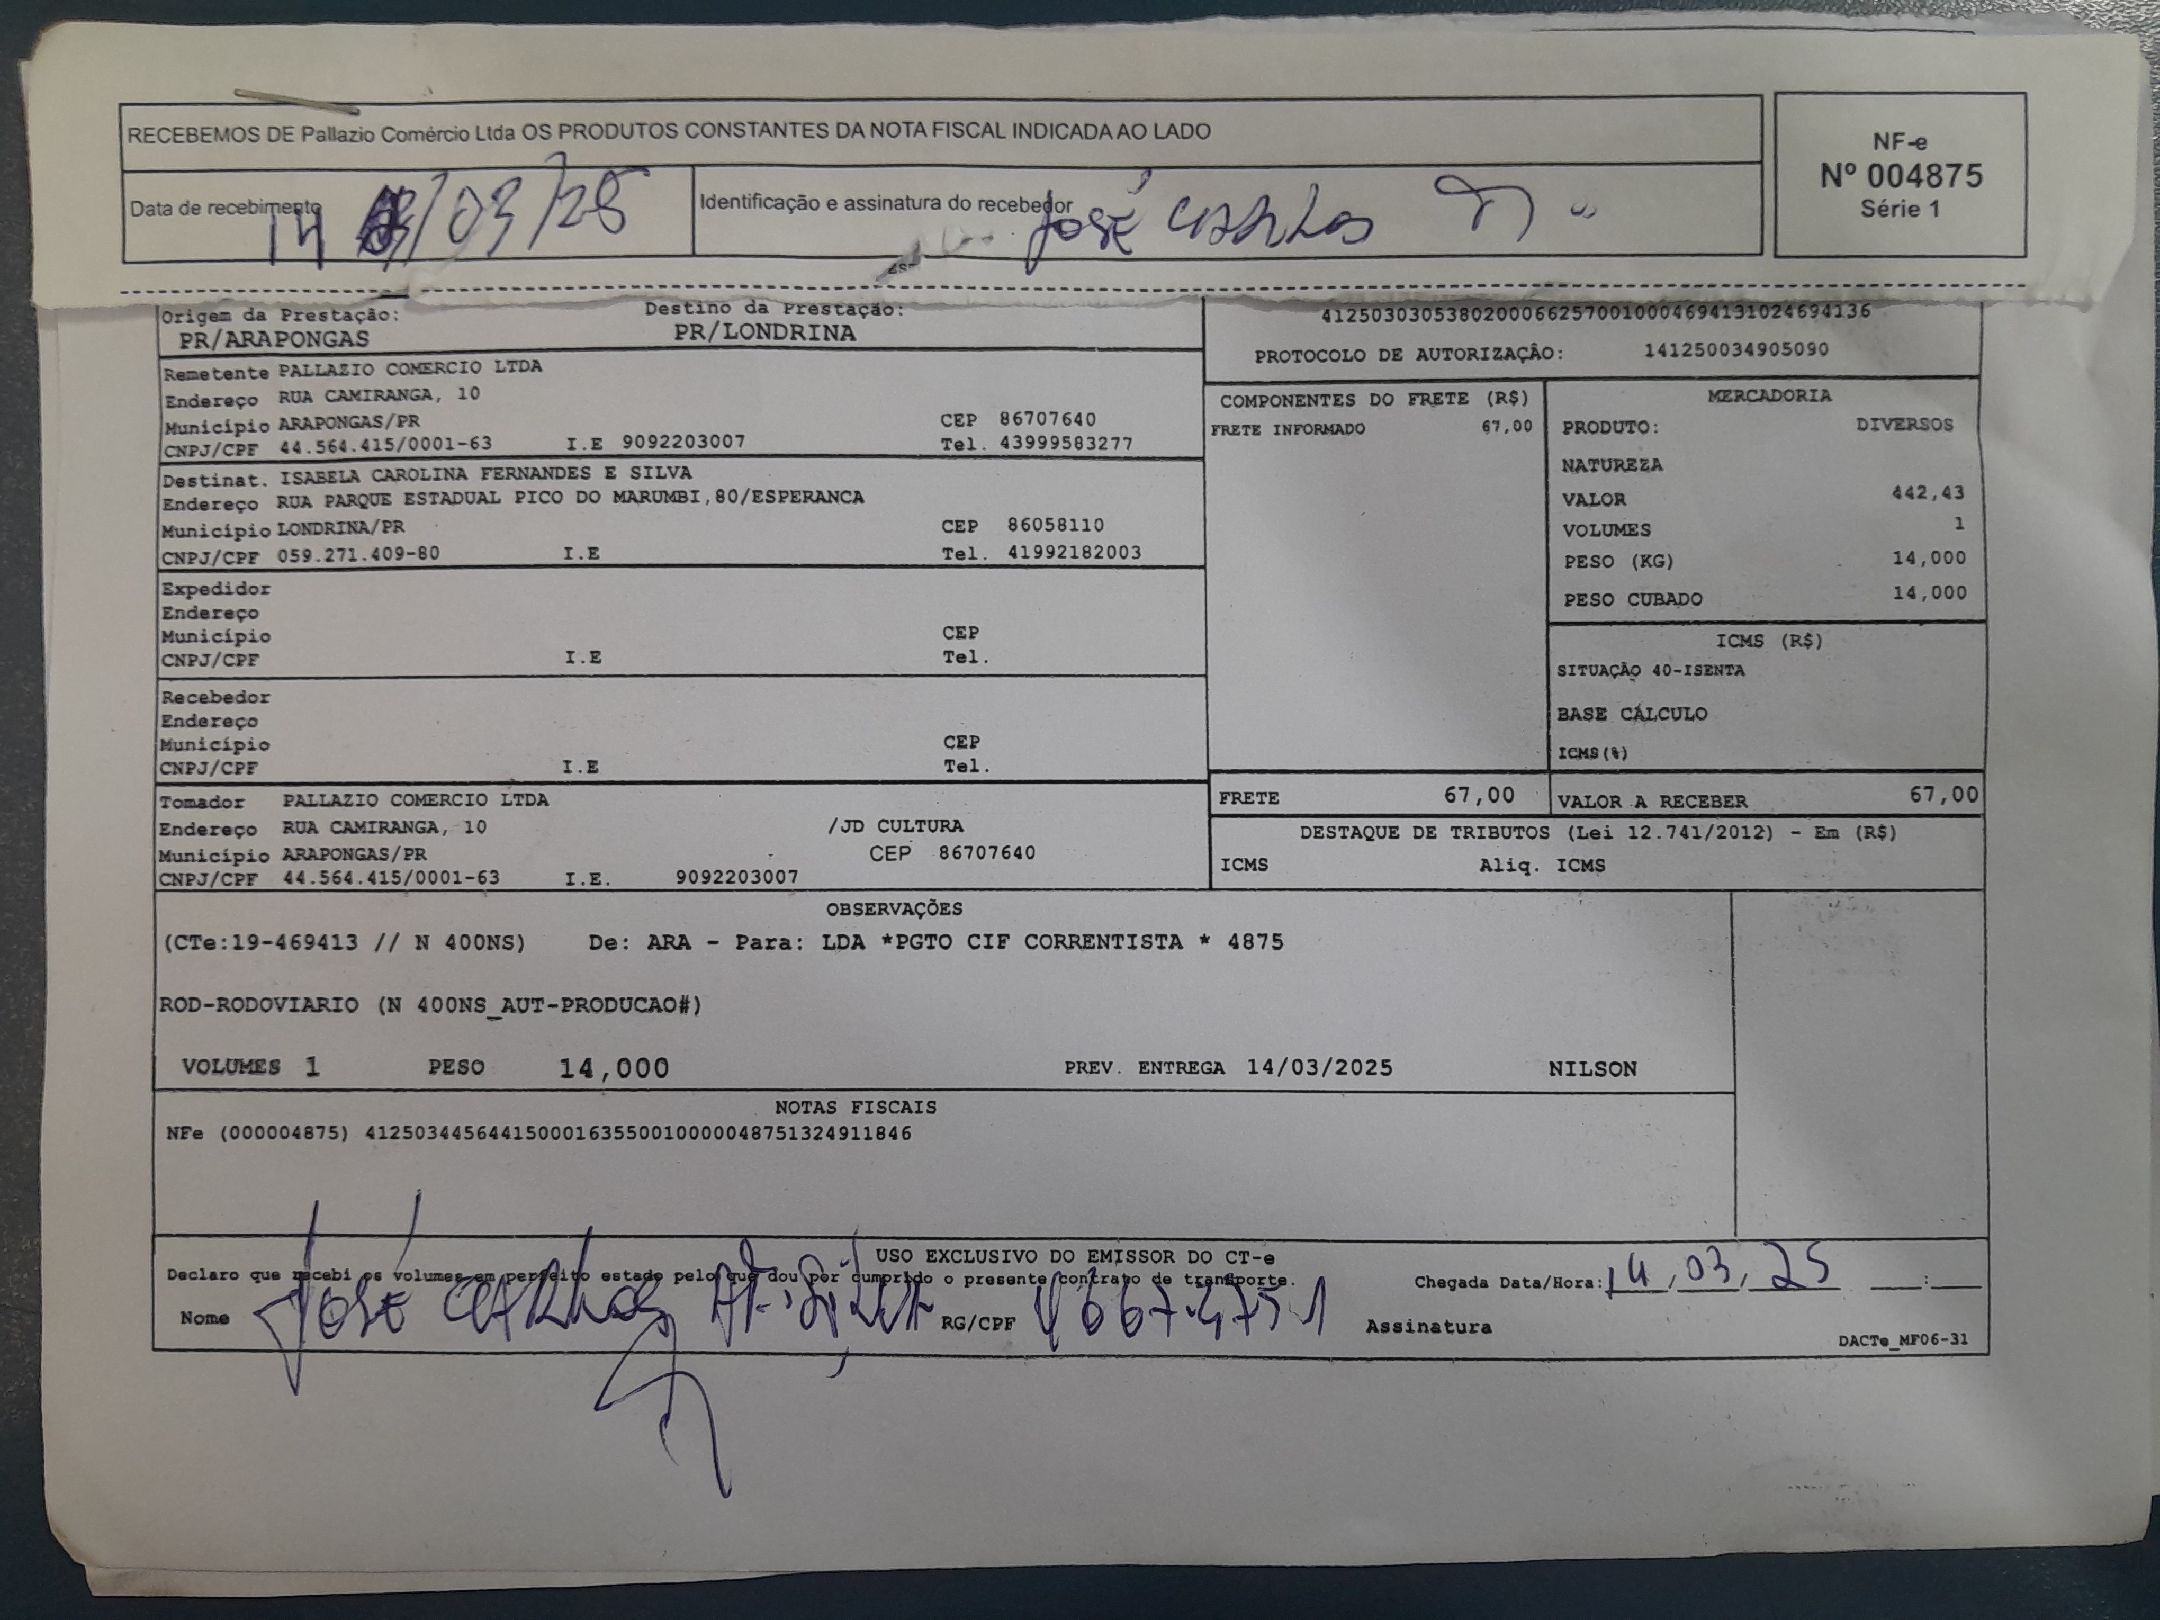 RECEBEMOS DE Pallazio Comércio Ltda OS PRODUTOS CONSTANTES DA NOTA FISCAL INDICADA AO LADO
NF-e
Nº 004875
Série 1
Data de recebimento 14 /03/25
Identificação e assinatura do recebedor José Carlos
Origem da Prestação: Destino da Prestação:
PR/ARAPONGAS PR/LONDRINA
41250303053802000662570010004694131024694136
PROTOCOLO DE AUTORIZAÇÃO: 141250034905090
Remetente PALLAZIO COMERCIO LTDA
Endereço RUA CAMIRANGA, 10
Município ARAPONGAS/PR CEP 86707640
CNPJ/CPF 44.564.415/0001-63 I.E 9092203007 Tel. 43999583277
Destinat. ISABELA CAROLINA FERNANDES E SILVA
Endereço RUA PARQUE ESTADUAL PICO DO MARUMBI,80/ESPERANCA
Município LONDRINA/PR CEP 86058110
CNPJ/CPF 059.271.409-80 I.E Tel. 41992182003
Expedidor
Endereço
Município CEP
CNPJ/CPF I.E Tel.
Recebedor
Endereço
Município CEP
CNPJ/CPF I.E Tel.
Tomador PALLAZIO COMERCIO LTDA
Endereço RUA CAMIRANGA, 10 /JD CULTURA
Município ARAPONGAS/PR CEP 86707640
CNPJ/CPF 44.564.415/0001-63 I.E. 9092203007
COMPONENTES DO FRETE (R$)
FRETE INFORMADO 67,00
MERCADORIA
PRODUTO: DIVERSOS
NATUREZA
VALOR 442,43
VOLUMES 1
PESO (KG) 14,000
PESO CUBADO 14,000
ICMS (R$)
SITUAÇÃO 40-ISENTA
BASE CÁLCULO
ICMS(%)
FRETE 67,00 VALOR A RECEBER 67,00
DESTAQUE DE TRIBUTOS (Lei 12.741/2012) - Em (R$)
ICMS Aliq. ICMS
OBSERVAÇÕES
(CTe:19-469413 // N 400NS) De: ARA - Para: LDA *PGTO CIF CORRENTISTA * 4875
ROD-RODOVIARIO (N 400NS_AUT-PRODUCAO#)
VOLUMES 1 PESO 14,000 PREV. ENTREGA 14/03/2025 NILSON
NOTAS FISCAIS
NFe (000004875) 41250344564415000163550010000048751324911846
USO EXCLUSIVO DO EMISSOR DO CT-e
Declaro que recebi os volumes em perfeito estado pelo que dou por cumprido o presente contrato de transporte.
Chegada Data/Hora: 14,03,25 __:__
Nome José Carlos RG/CPF
Assinatura
DACTe_MF06-31